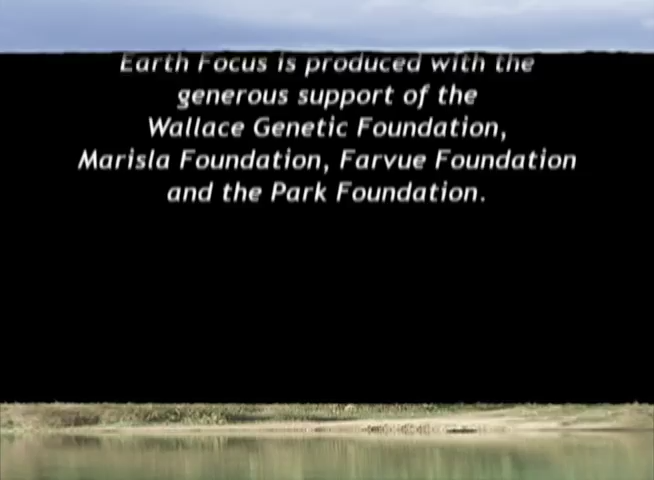 Earth Focus is produced with the
generous support of the
Wallace Genetic Foundation,
Marisla Foundation, Farvue Foundation
and the Park Foundation.